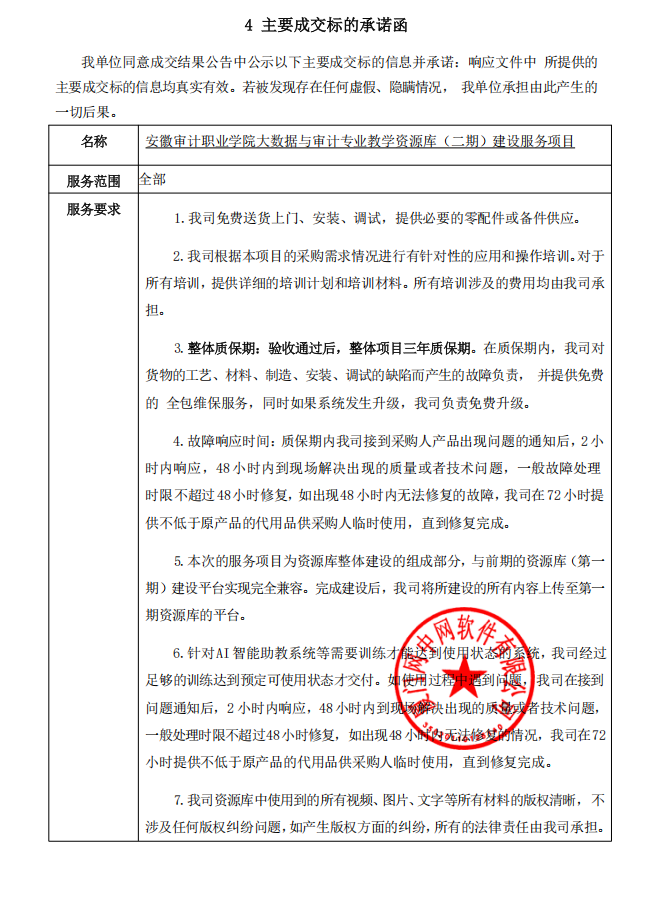 4 主要成交标的承诺函
我单位同意成交结果公告中公示以下主要成交标的信息并承诺：响应文件中 所提供的
主要成交标的信息均真实有效。若被发现存在任何虚假、隐瞒情况， 我单位承担由此产生的
一切后果。
名称
安徽审计职业学院大数据与审计专业教学资源库（二期）建设服务项目
服务范围
全部
服务要求
1.我司免费送货上门、安装、调试，提供必要的零配件或备件供应。
2.我司根据本项目的采购需求情况进行有针对性的应用和操作培训。对于
所有培训，提供详细的培训计划和培训材料。所有培训涉及的费用均由我司承
担。
3.整体质保期：验收通过后，整体项目三年质保期。在质保期内，我司对
货物的工艺、材料、制造、安装、调试的缺陷而产生的故障负责， 并提供免费
的 全包维保服务，同时如果系统发生升级，我司负责免费升级。
4.故障响应时间：质保期内我司接到采购人产品出现问题的通知后，2 小
时内响应，48 小时内到现场解决出现的质量或者技术问题，一般故障处理
时限不超过 48 小时修复，如出现 48 小时内无法修复的故障，我司在 72 小时提
供不低于原产品的代用品供采购人临时使用，直到修复完成。
5.本次的服务项目为资源库整体建设的组成部分，与前期的资源库（第一
期）建设平台实现完全兼容。完成建设后，我司将所建设的所有内容上传至第一
期资源库的平台。
6.针对AI智能助教系统等需要训练才能达到使用状态的系统，我司经过
足够的训练达到预定可使用状态才交付。如使用过程中遇到问题，我司在接到
问题通知后，2 小时内响应，48 小时内到现场解决出现的质量或者技术问题，
一般处理时限不超过48小时修复，如出现 48 小时内无法修复的情况，我司在72
小时提供不低于原产品的代用品供采购人临时使用，直到修复完成。
7.我司资源库中使用到的所有视频、图片、文字等所有材料的版权清晰， 不
涉及任何版权纠纷问题，如产生版权方面的纠纷，所有的法律责任由我司承担。
厦门网中网软件有限公司